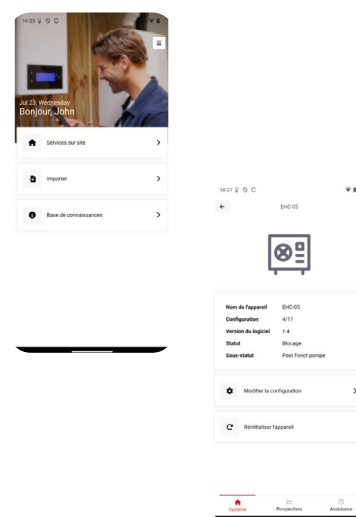 14:35
Jul 23, Wednesday
Bonjour, John
Services sur site
Importer
Base de connaissances
14:37
EHC-05
Nom de l'appareil EHC-05
Configuration 4/11
Version du logiciel 1.4
Statut Blocage
Sous-statut Post Fonct pompe
Modifier la configuration
Réinitialiser l'appareil
Système Perspectives Assistance